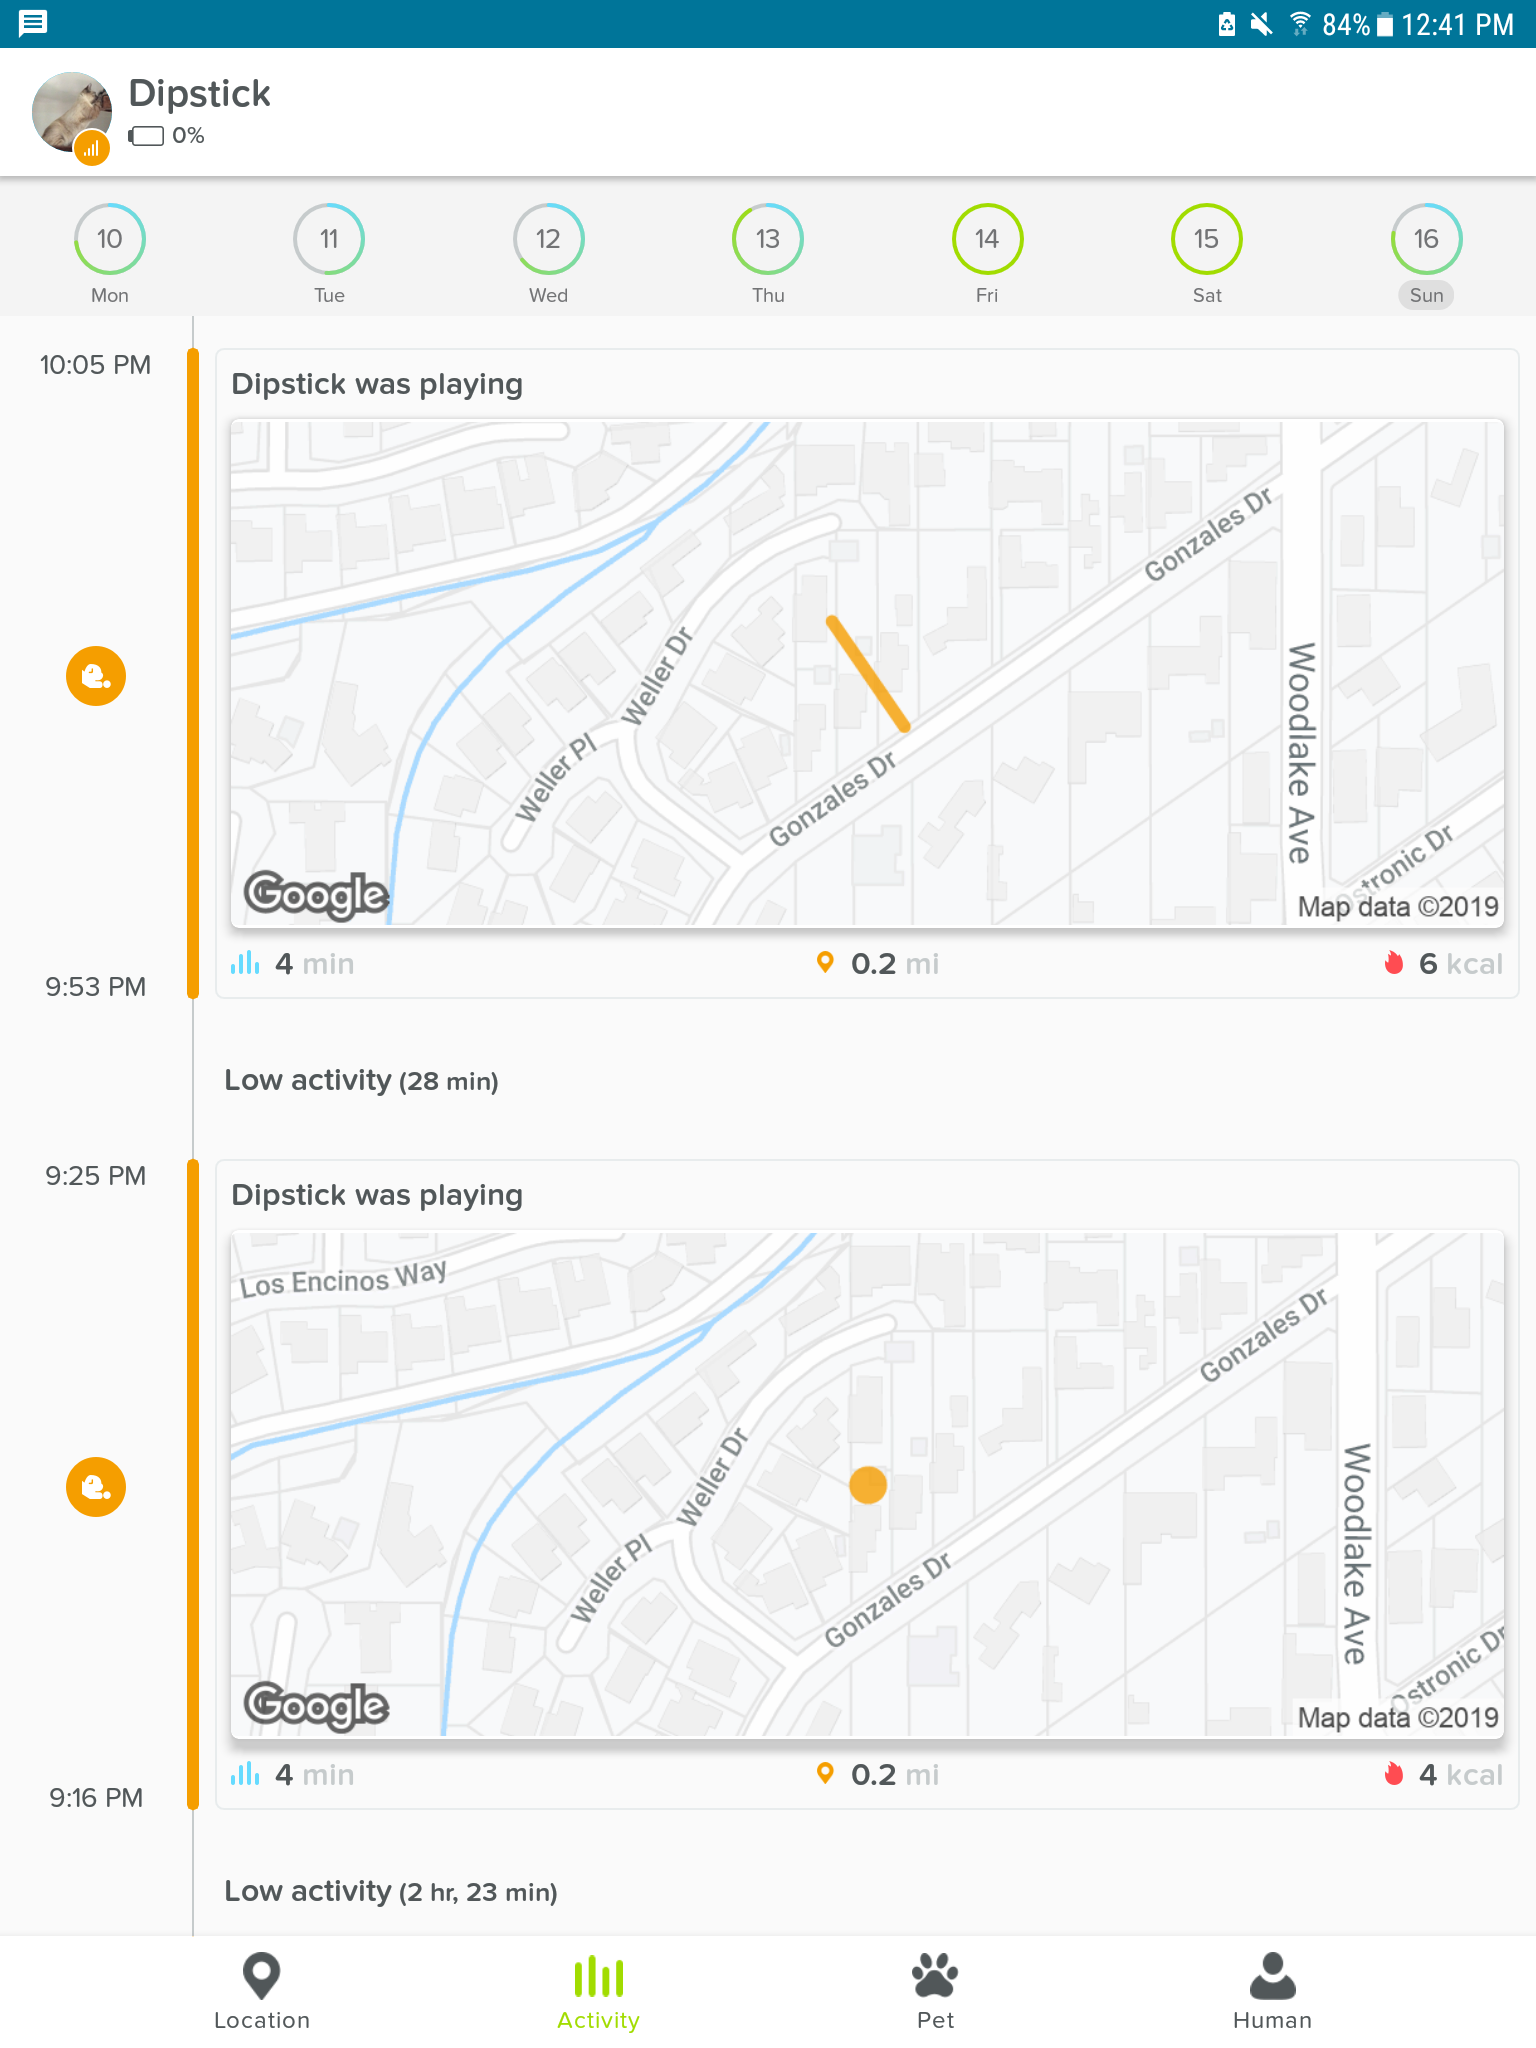 84% 12:41 PM
Dipstick
0%
10 11 12 13 14 15 16
Mon Tue Wed Thu Fri Sat Sun
10:05 PM
Dipstick was playing
Gonzales Dr
Weller Dr
Woodlake Ave
Weller Pl
Gonzales Dr
Ostronic Dr
Google
Map data ©2019
4 min 0.2 mi 6 kcal
9:53 PM
Low activity (28 min)
9:25 PM
Dipstick was playing
Los Encinos Way
Gonzales Dr
Weller Dr
Woodlake Ave
Weller Pl
Gonzales Dr
Ostronic Dr
Google
Map data ©2019
4 min 0.2 mi 4 kcal
9:16 PM
Low activity (2 hr, 23 min)
Location Activity Pet Human